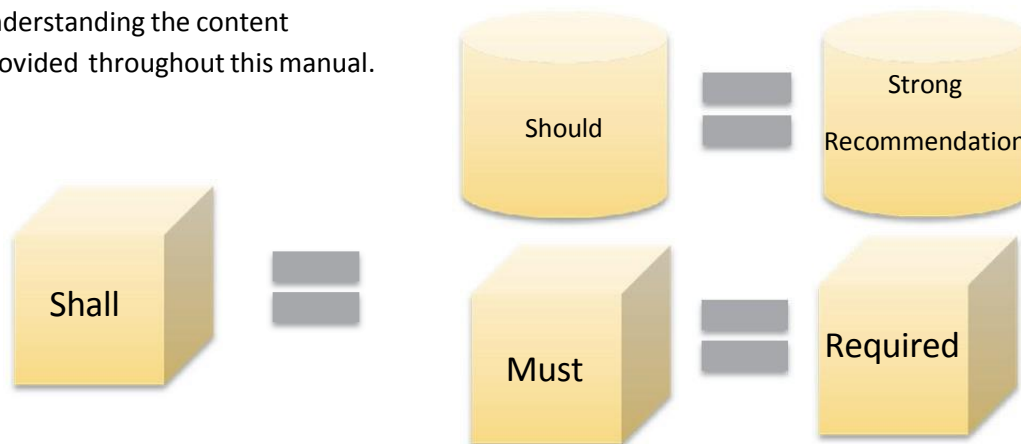 nderstanding the content
ovided throughout this manual.
Should
Strong
Recommendation
Shall
Must
Required